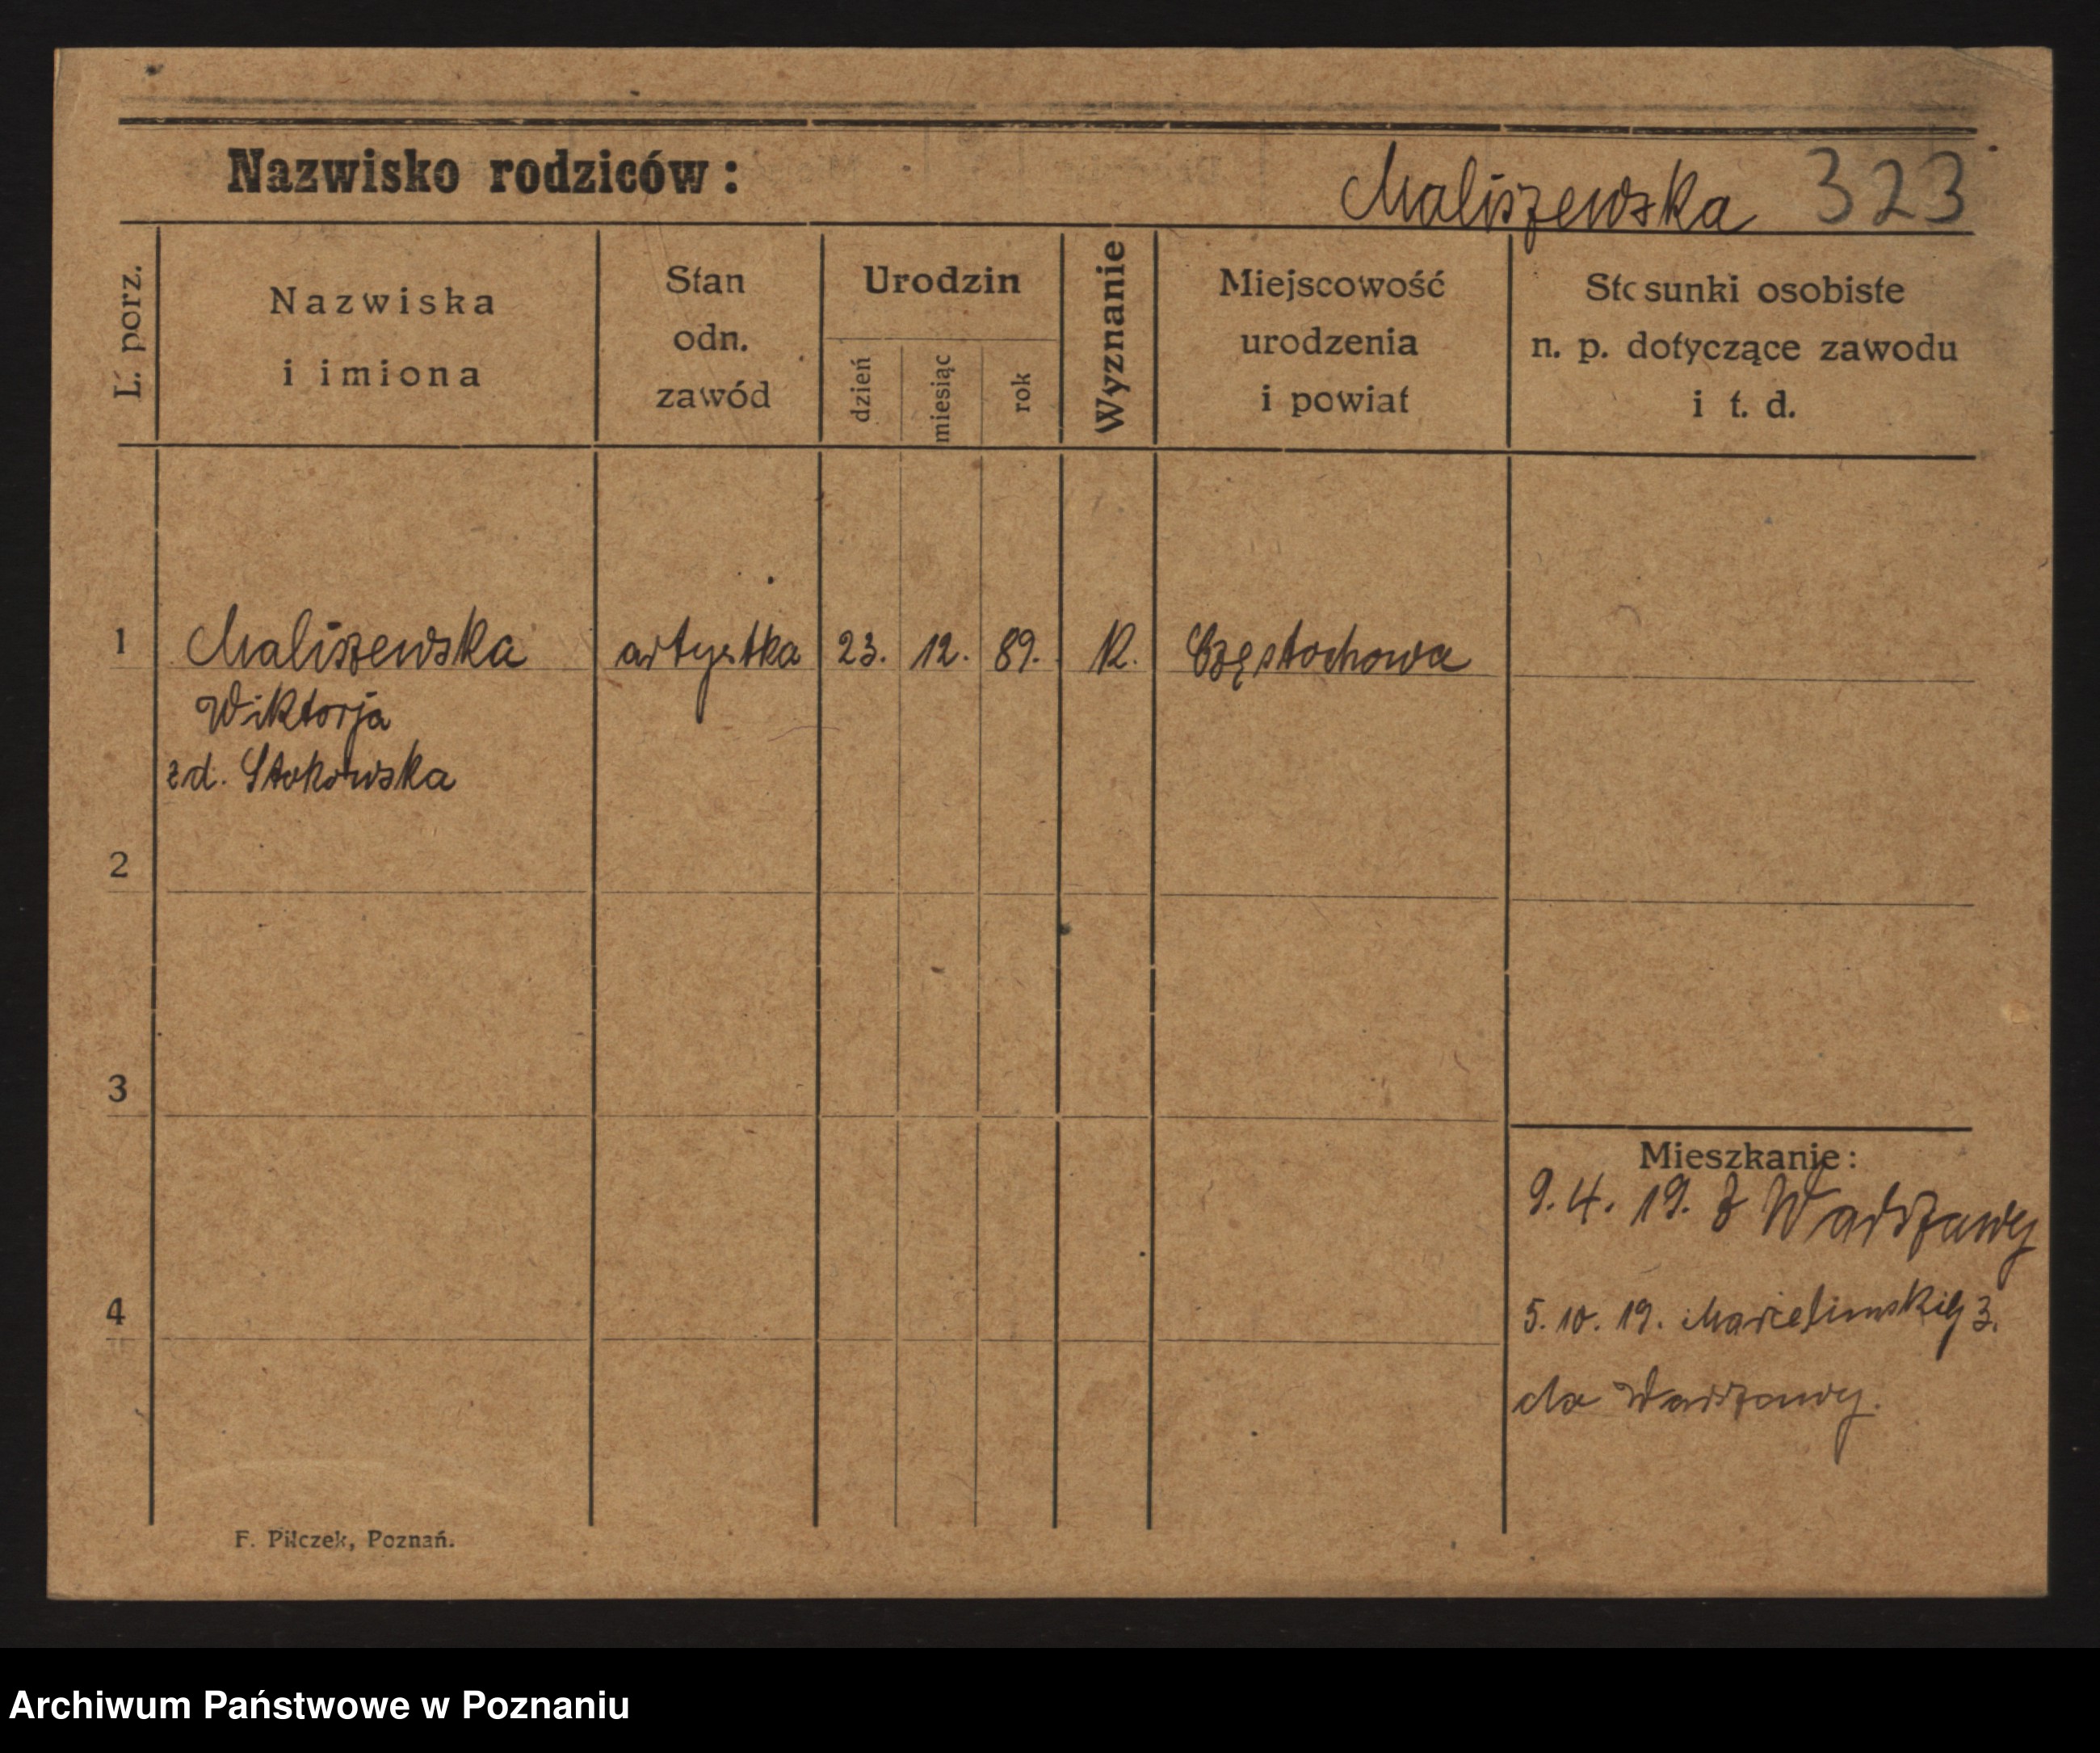 Nazwisko rodziców: Maliszewska 323
L. porz.
Nazwiska
i imiona
Stan
odn.
zawód
Urodzin
dzień
miesiąc
rok
Wyznanie
Miejscowość
urodzenia
i powiat
Stosunki osobiste
n. p. dotyczące zawodu
i t. d.
1 Maliszewska artystka 23. 12. 89. K. Częstochowa
Wiktorja
zd. Stokowska
2
3
4
Mieszkanie:
9.4. 19. z Warszawy
5. 10. 19. 3.
do Warszawy.
F. Pilczek, Poznań.
Archiwum Państwowe w Poznaniu